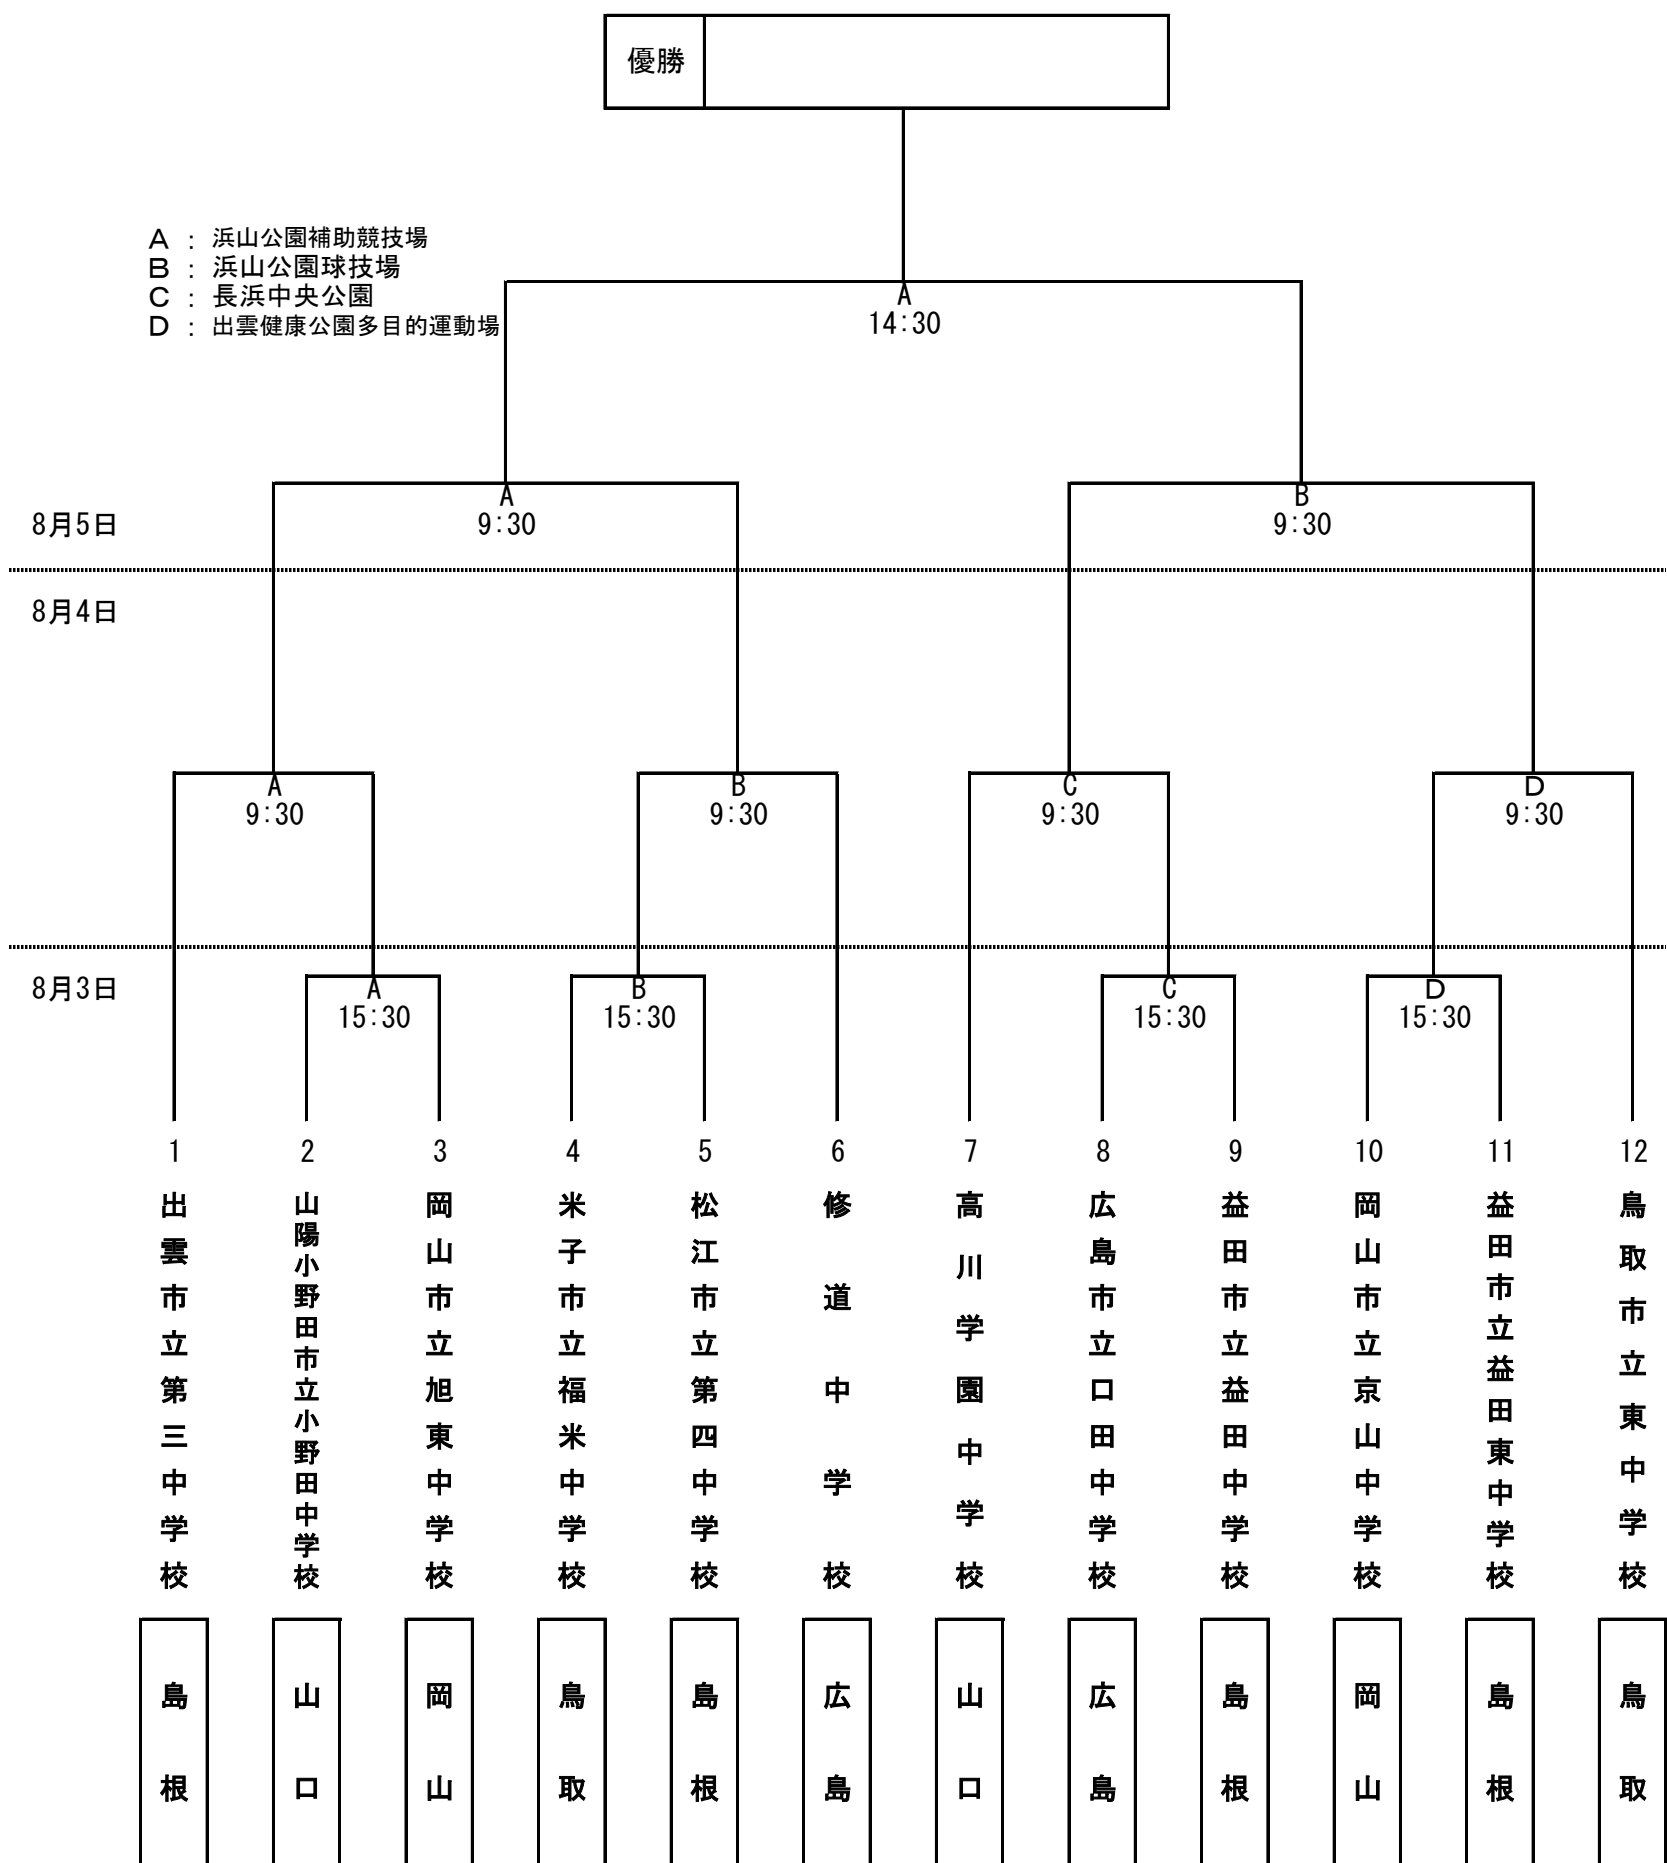 優勝
A : 浜山公園補助競技場
B : 浜山公園球技場
C : 長浜中央公園
D : 出雲健康公園多目的運動場
A
14:30
8月5日
A
9:30
B
9:30
8月4日
A
9:30
B
9:30
C
9:30
D
9:30
8月3日
A
15:30
B
15:30
C
15:30
D
15:30
1
2
3
4
5
6
7
8
9
10
11
12
出雲市立第三中学校
山陽小野田市立小野田中学校
岡山市立旭東中学校
米子市立福米中学校
松江市立第四中学校
修道中学校
高川学園中学校
広島市立口田中学校
益田市立益田中学校
岡山市立京山中学校
益田市立益田東中学校
鳥取市立東中学校
島根
山口
岡山
鳥取
島根
広島
山口
広島
島根
岡山
島根
鳥取